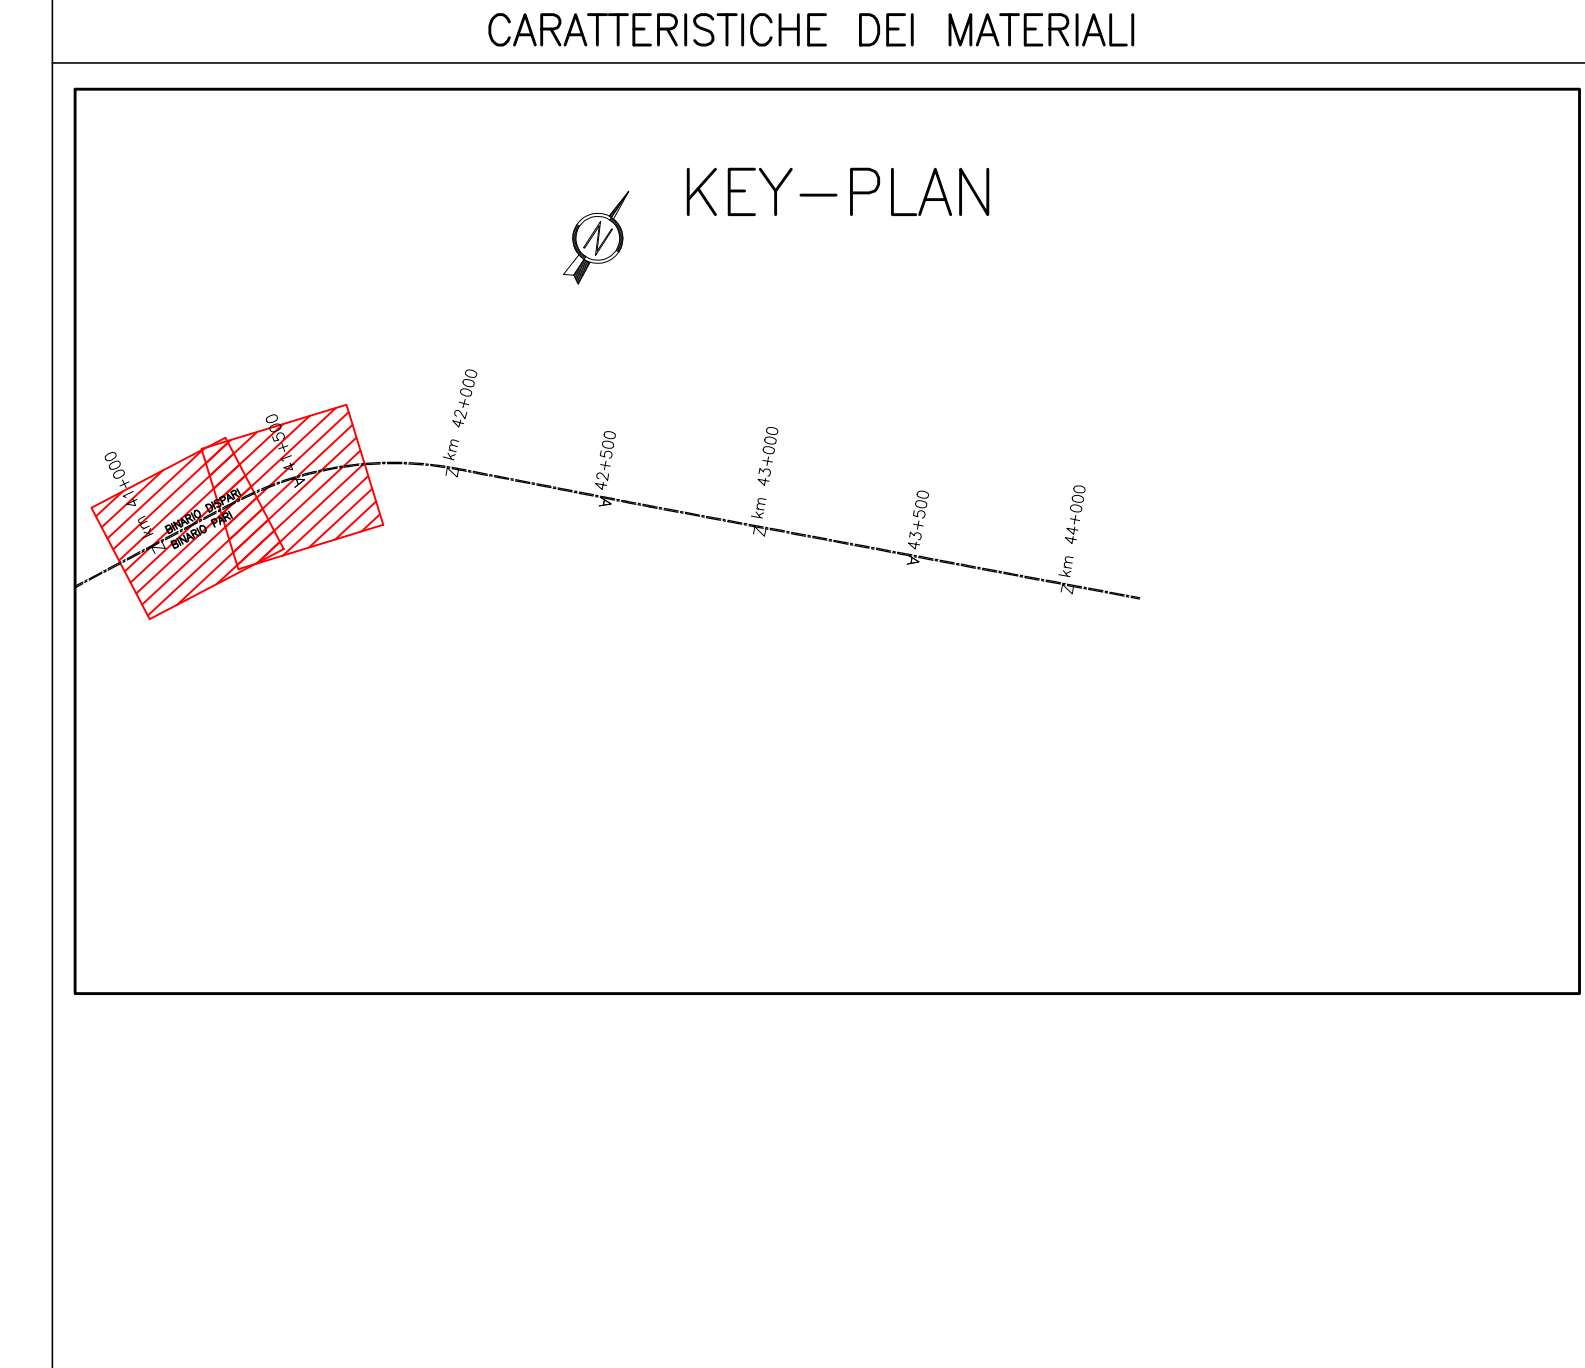 CARATTERISTICHE DEI MATERIALI
KEY-PLAN
N
km 41+000
BINARIO DISPARI
BINARIO PARI
41+500
km 42+000
42+500
km 43+000
43+500
km 44+000